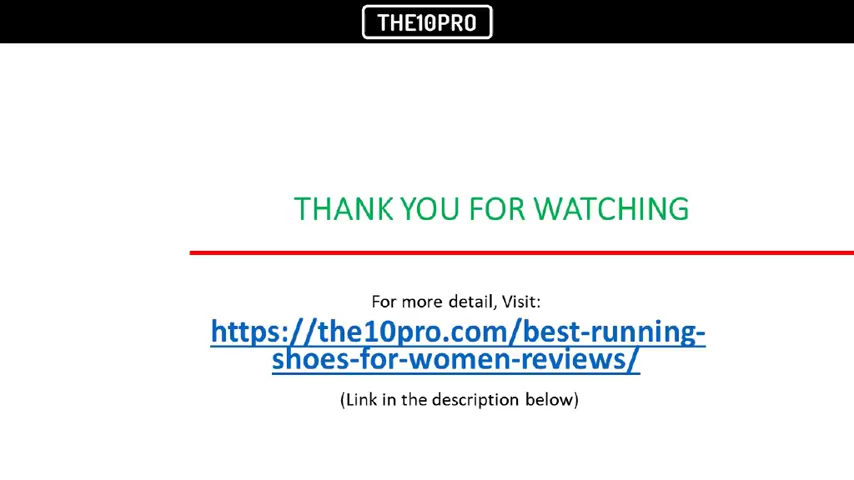 THE10PRO
THANK YOU FOR WATCHING
For more detail, Visit:
https://the10pro.com/best-running-
shoes-for-women-reviews/
(Link in the description below)